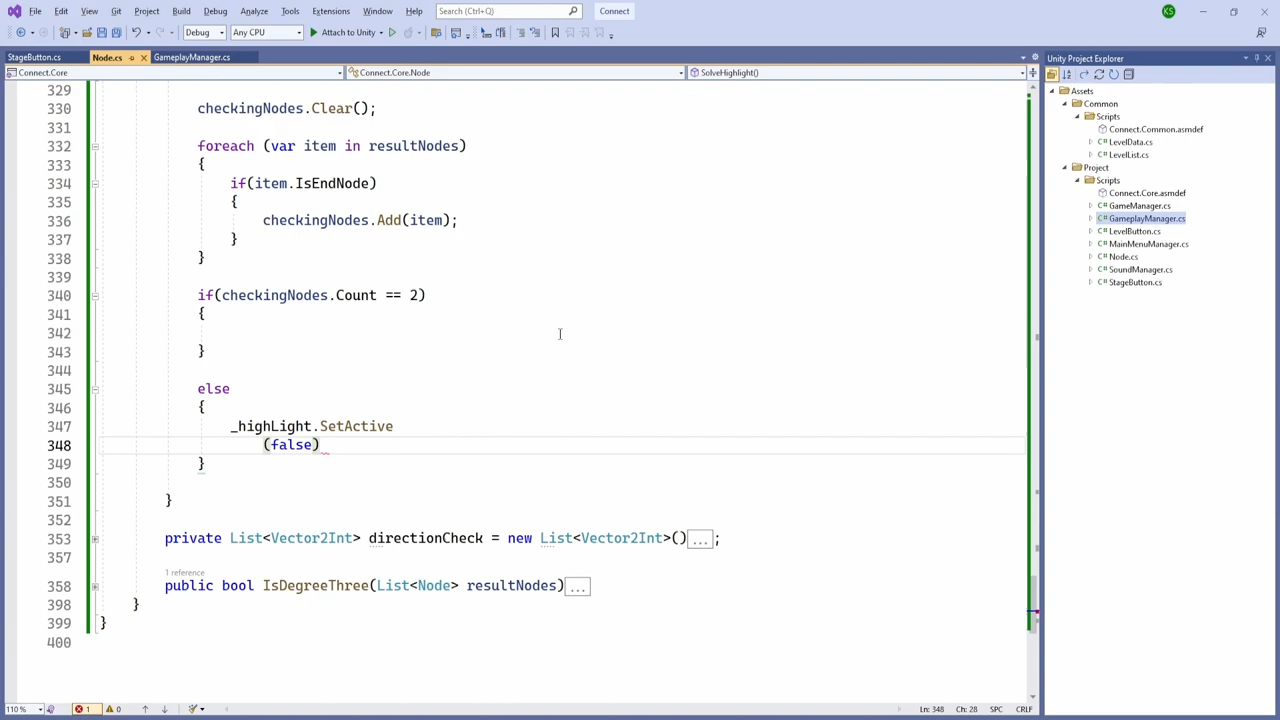 File Edit View Git Project Build Debug Analyze Tools Extensions Window Help Search (Ctrl+Q) Connect KS
Debug Any CPU Attach to Unity
StageButton.cs Node.cs GameplayManager.cs
Connect.Core Connect.Core.Node SolveHighlight()
329
330 checkingNodes.Clear();
331
332 foreach (var item in resultNodes)
333 {
334 if(item.IsEndNode)
335 {
336 checkingNodes.Add(item);
337 }
338 }
339
340 if(checkingNodes.Count == 2)
341 {
342
343 }
344
345 else
346 {
347 _highLight.SetActive
348 (false)
349 }
350
351 }
352
353 private List<Vector2Int> directionCheck = new List<Vector2Int>()...;
357
1 reference
358 public bool IsDegreeThree(List<Node> resultNodes)...
398 }
399 }
400
110 % 1 0 Ln: 348 Ch: 28 SPC CRLF
Unity Project Explorer
Assets
Common
Scripts
Connect.Common.asmdef
C# LevelData.cs
C# LevelList.cs
Project
Scripts
Connect.Core.asmdef
C# GameManager.cs
C# GameplayManager.cs
C# LevelButton.cs
C# MainMenuManager.cs
C# Node.cs
C# SoundManager.cs
C# StageButton.cs